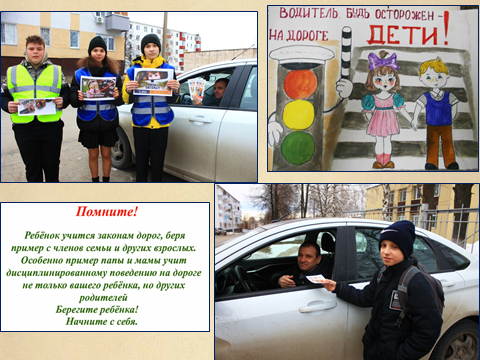 ВОДИТЕЛЬ БУДЬ ОСТОРОЖЕН -
НА ДОРОГЕ ДЕТИ!
Помните!
Ребёнок учится законам дорог, беря
пример с членов семьи и других взрослых.
Особенно пример папы и мамы учит
дисциплинированному поведению на дороге
не только вашего ребёнка, но других
родителей
Берегите ребёнка!
Начните с себя.